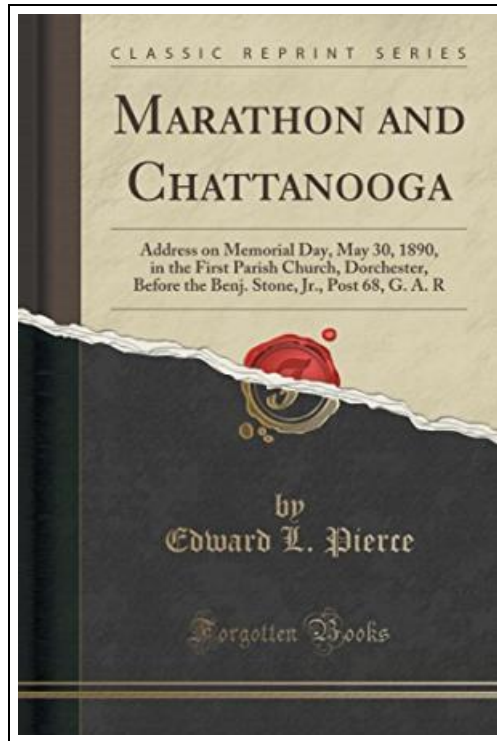 CLASSIC REPRINT SERIES
MARATHON AND
CHATTANOOGA
Address on Memorial Day, May 30, 1890,
in the First Parish Church, Dorchester,
Before the Benj. Stone, Jr., Post 68, G. A. R
by
Edward L. Pierce
Forgotten Books